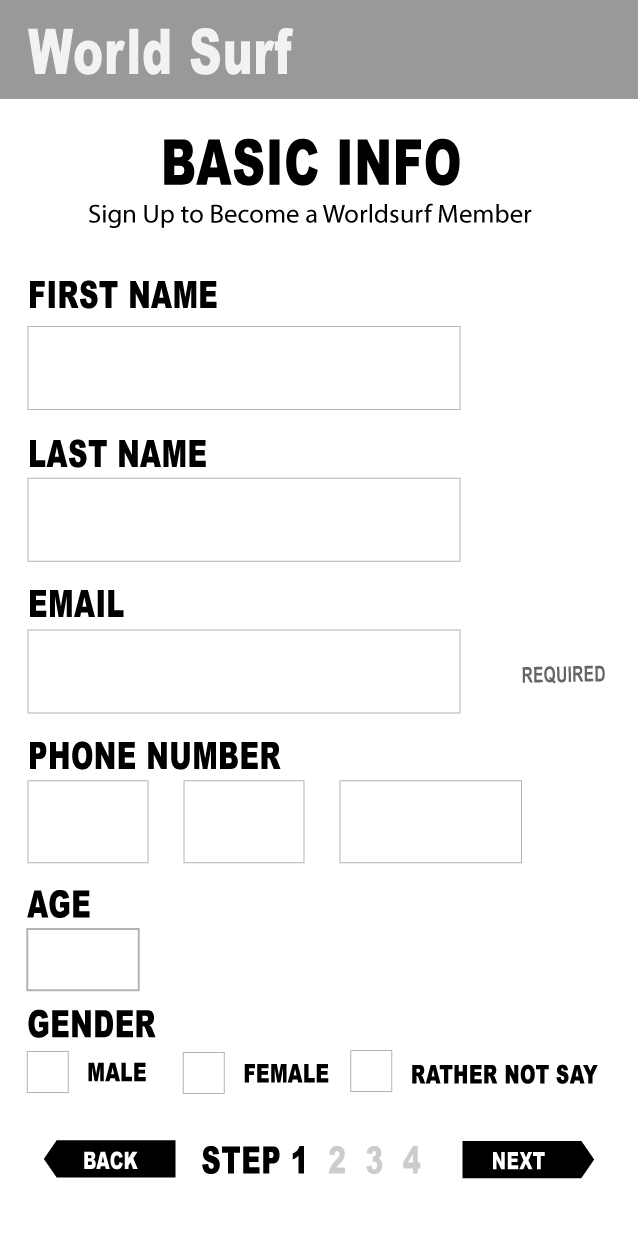 World Surf
BASIC INFO
Sign Up to Become a Worldsurf Member
FIRST NAME
LAST NAME
EMAIL
REQUIRED
PHONE NUMBER
AGE
GENDER
MALE FEMALE RATHER NOT SAY
BACK STEP 1 2 3 4 NEXT